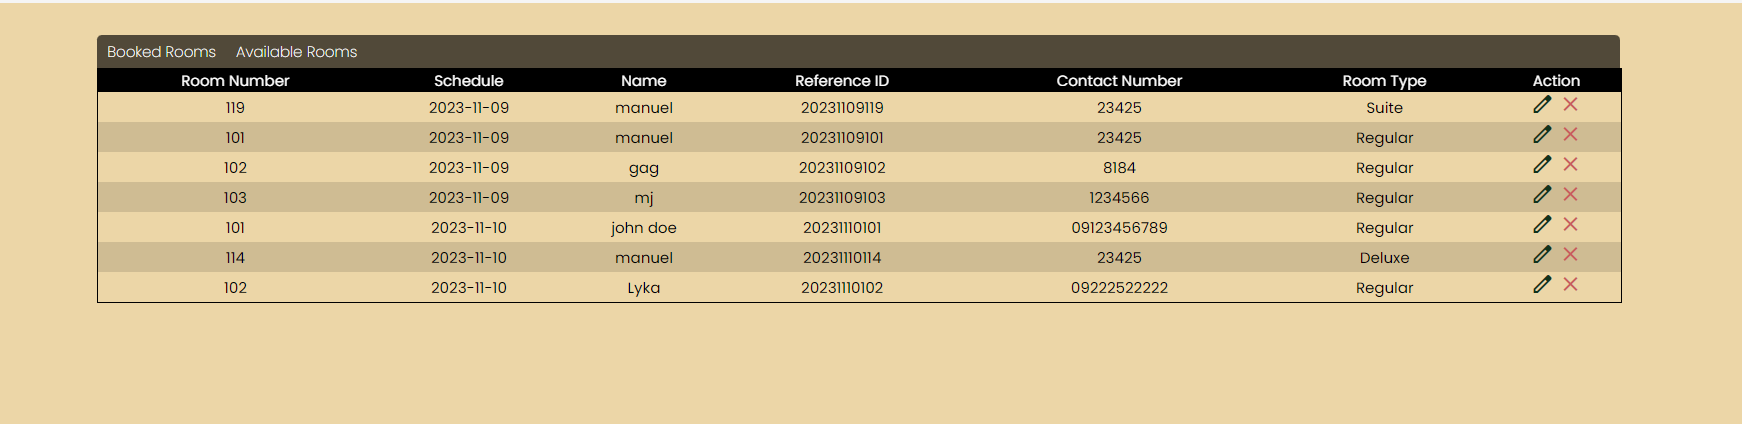 Booked Rooms Available Rooms
Room Number Schedule Name Reference ID Contact Number Room Type Action
119 2023-11-09 manuel 20231109119 23425 Suite
101 2023-11-09 manuel 20231109101 23425 Regular
102 2023-11-09 gag 20231109102 8184 Regular
103 2023-11-09 mj 20231109103 1234566 Regular
101 2023-11-10 john doe 20231110101 09123456789 Regular
114 2023-11-10 manuel 20231110114 23425 Deluxe
102 2023-11-10 Lyka 20231110102 09222522222 Regular